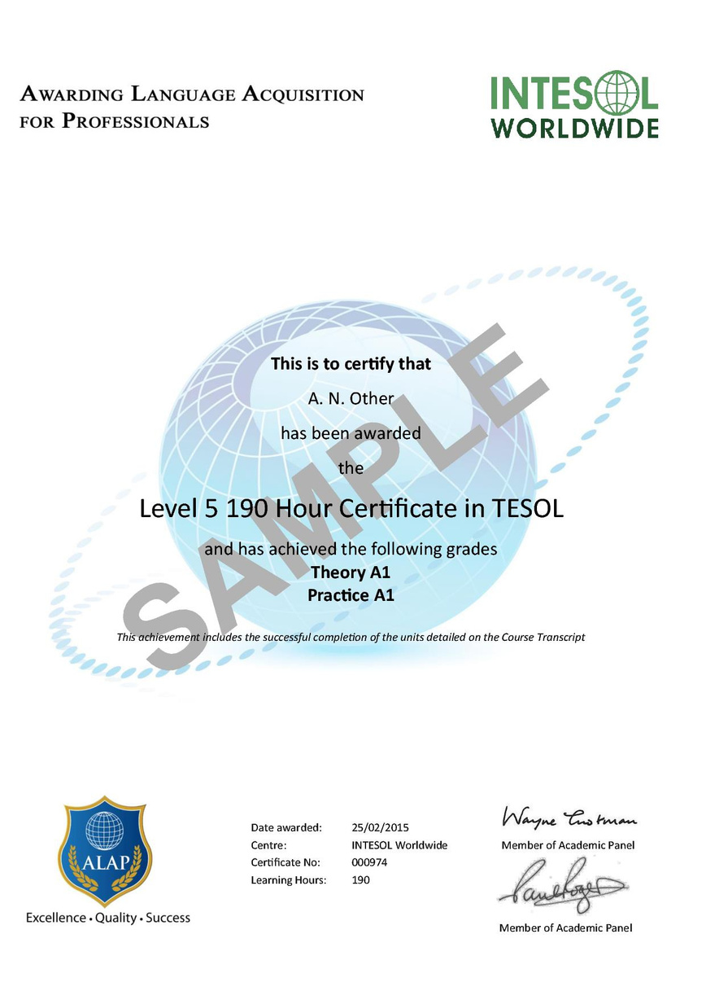 AWARDING LANGUAGE ACQUISITION
FOR PROFESSIONALS
INTESOL
WORLDWIDE
This is to certify that
A. N. Other
has been awarded
the
Level 5 190 Hour Certificate in TESOL
and has achieved the following grades
Theory A1
Practice A1
This achievement includes the successful completion of the units detailed on the Course Transcript
SAMPLE
ALAP
Excellence • Quality • Success
Date awarded: 25/02/2015
Centre: INTESOL Worldwide
Certificate No: 000974
Learning Hours: 190
Wayne
Member of Academic Panel
Member of Academic Panel